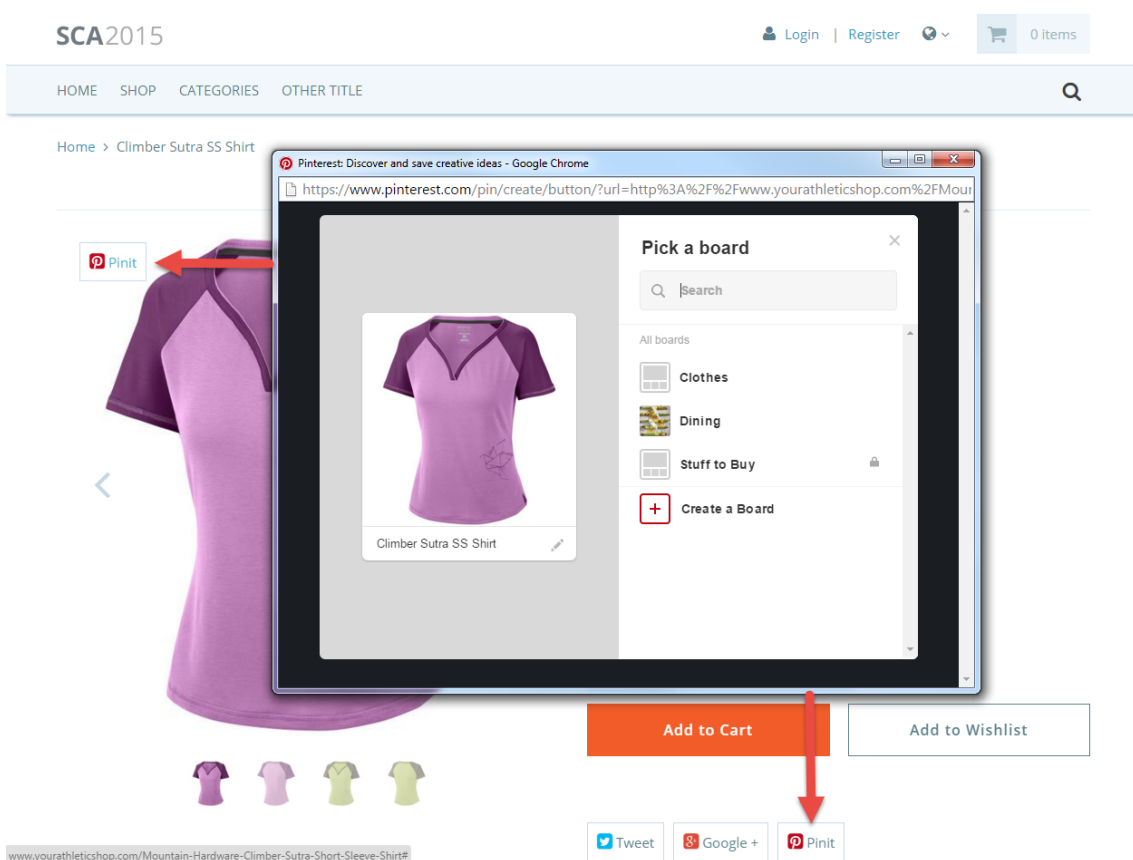 SCA2015
Login | Register
0 items
HOME SHOP CATEGORIES OTHER TITLE
Home > Climber Sutra SS Shirt
Pinterest: Discover and save creative ideas - Google Chrome
https://www.pinterest.com/pin/create/button/?url=http%3A%2F%2Fwww.yourathleticshop.com%2FMour
Pinit
Pick a board
Search
All boards
Clothes
Dining
Stuff to Buy
Create a Board
Climber Sutra SS Shirt
Add to Cart
Add to Wishlist
Tweet
Google +
Pinit
www.yourathleticshop.com/Mountain-Hardware-Climber-Sutra-Short-Sleeve-Shirt#